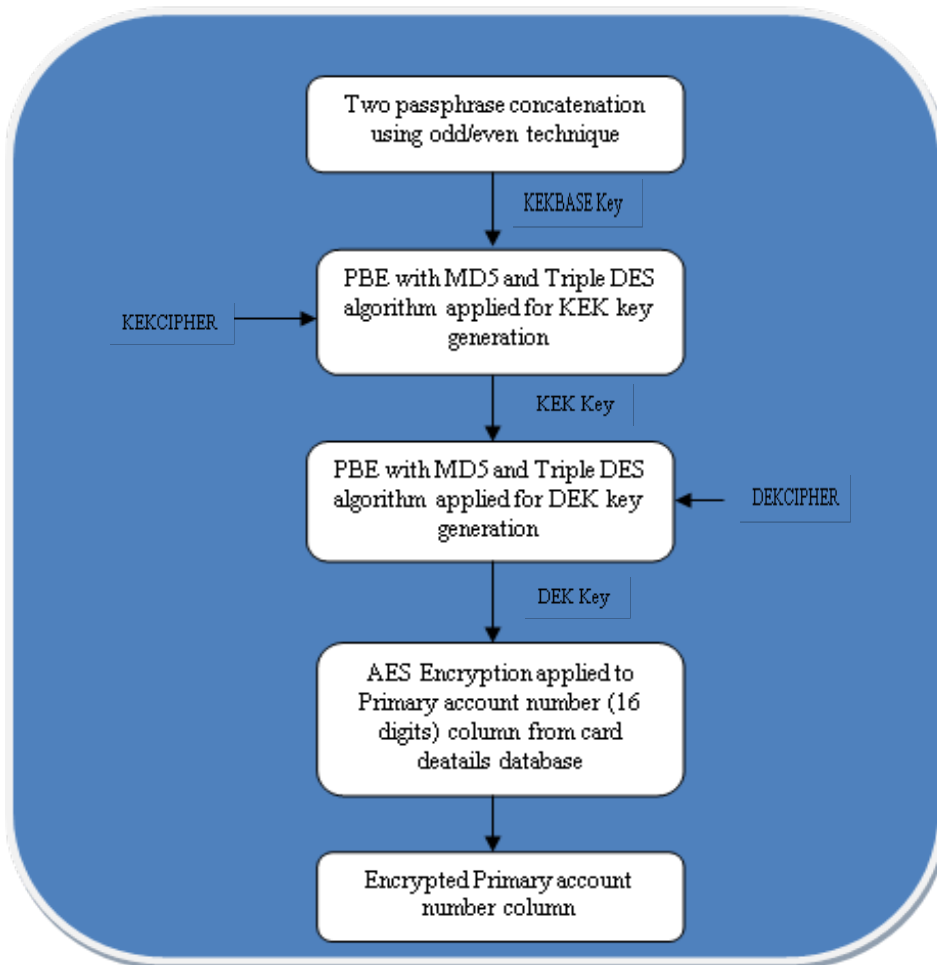 Two passphrase concatenation
using odd/even technique
KEKBASE Key
PBE with MD5 and Triple DES
algorithm applied for KEK key
generation
KEKCIPHER
KEK Key
PBE with MD5 and Triple DES
algorithm applied for DEK key
generation
DEKCIPHER
DEK Key
AES Encryption applied to
Primary account number (16
digits) column from card
deatails database
Encrypted Primary account
number column